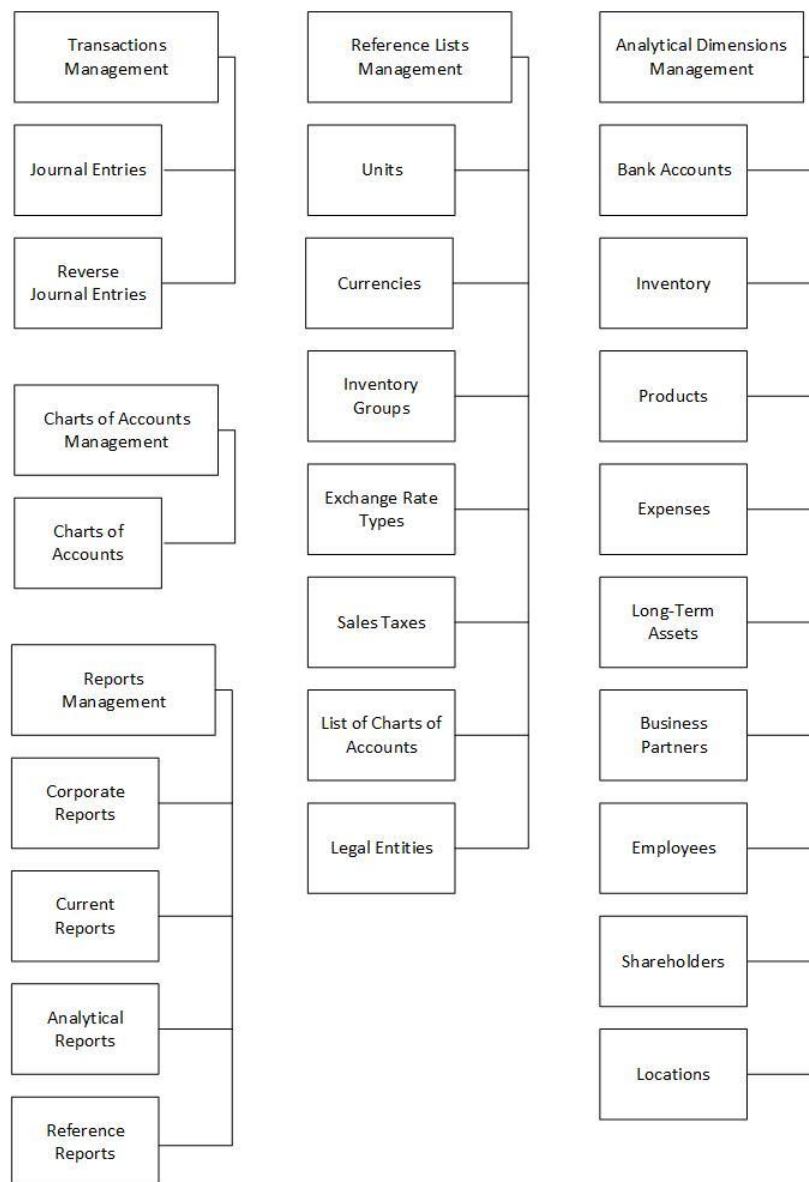 Transactions
Management
Journal Entries
Reverse
Journal Entries
Charts of Accounts
Management
Charts of
Accounts
Reports
Management
Corporate
Reports
Current
Reports
Analytical
Reports
Reference
Reports
Reference Lists
Management
Units
Currencies
Inventory
Groups
Exchange Rate
Types
Sales Taxes
List of Charts of
Accounts
Legal Entities
Analytical Dimensions
Management
Bank Accounts
Inventory
Products
Expenses
Long-Term
Assets
Business
Partners
Employees
Shareholders
Locations